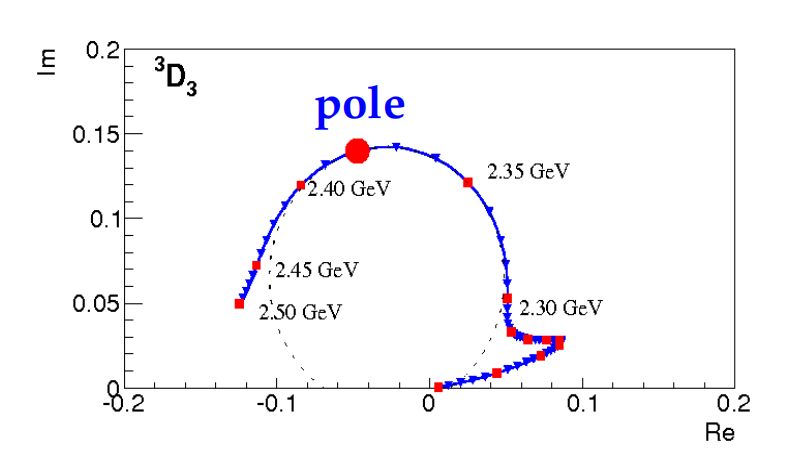 Im
0.2
³D₃
pole
0.15
2.35 GeV
2.40 GeV
0.1
2.45 GeV
0.05
2.50 GeV
2.30 GeV
0
-0.2
-0.1
0
0.1
0.2
Re